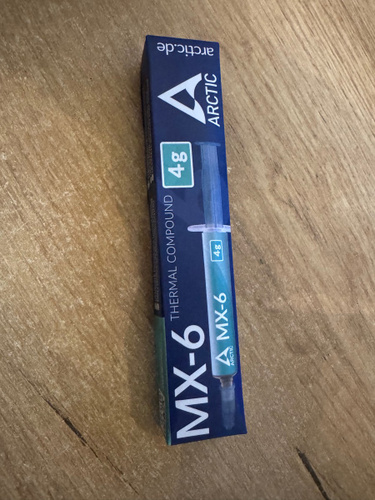 arctic.de
ARCTIC
4g
THERMAL COMPOUND
MX-6
4g
MX-6
ARCTIC